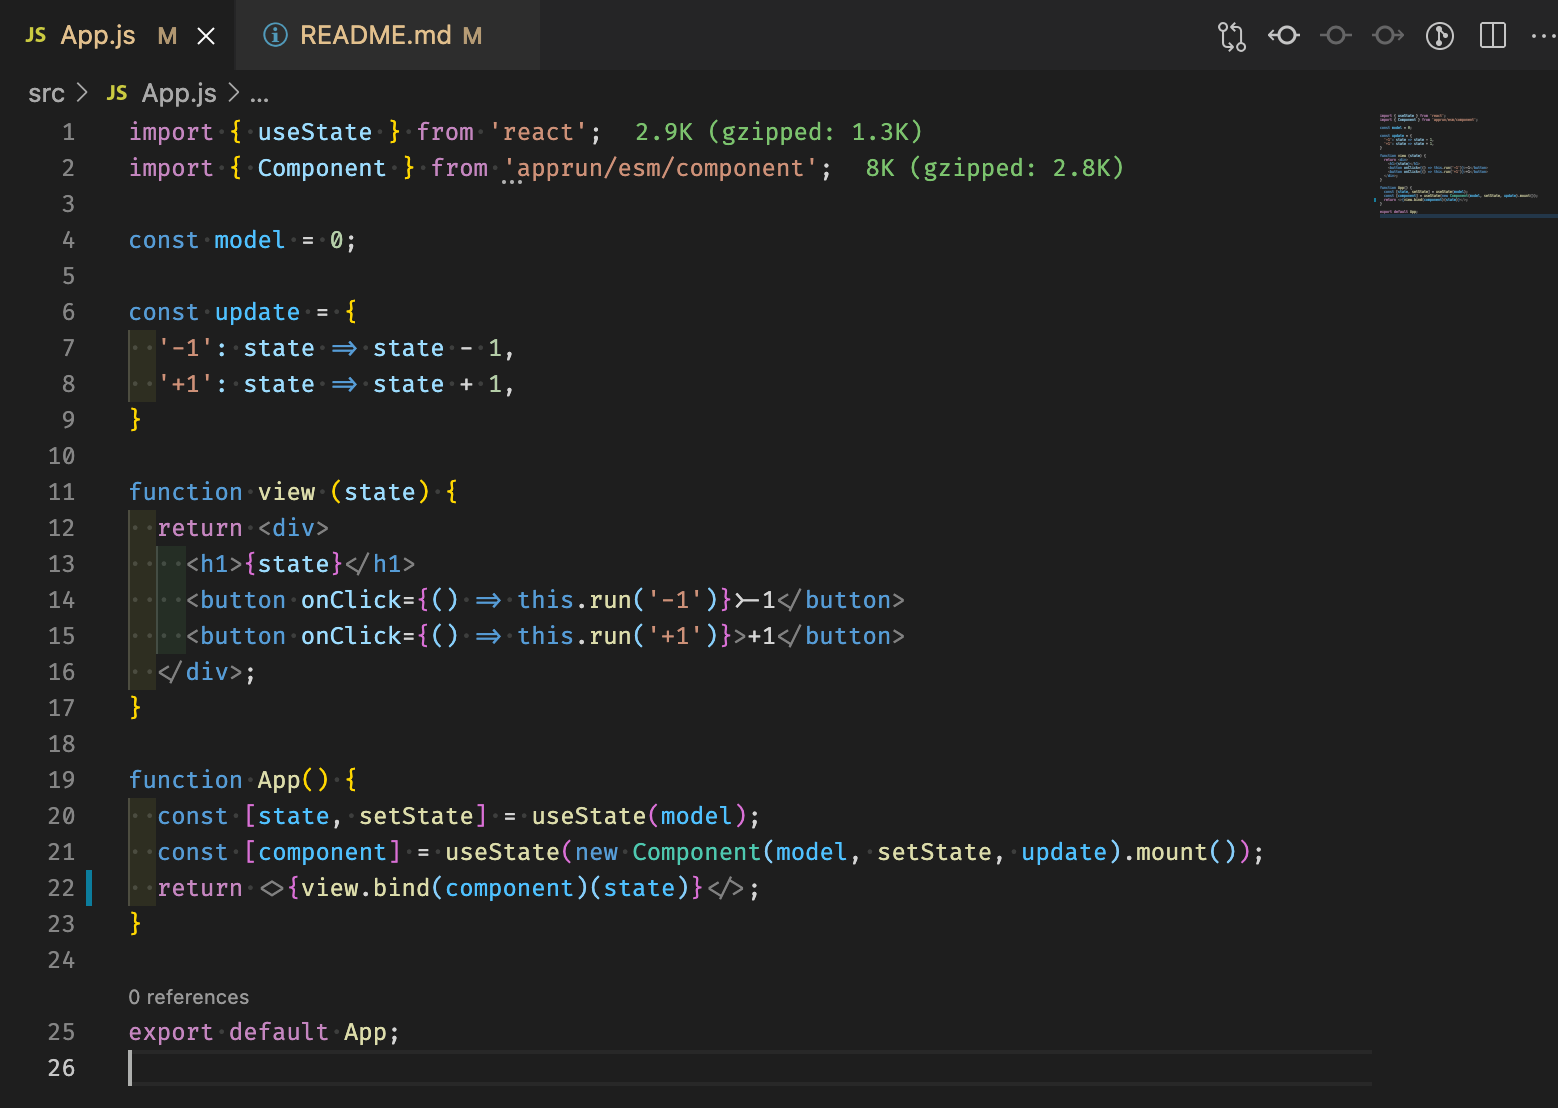 JS App.js M × README.md M
src > JS App.js > ...
1 import { useState } from 'react'; 2.9K (gzipped: 1.3K)
2 import { Component } from 'apprun/esm/component'; 8K (gzipped: 2.8K)
3
4 const model = 0;
5
6 const update = {
7 '-1': state => state - 1,
8 '+1': state => state + 1,
9 }
10
11 function view (state) {
12 return <div>
13 <h1>{state}</h1>
14 <button onClick={() => this.run('-1')}>-1</button>
15 <button onClick={() => this.run('+1')}>+1</button>
16 </div>;
17 }
18
19 function App() {
20 const [state, setState] = useState(model);
21 const [component] = useState(new Component(model, setState, update).mount());
22 return <>{view.bind(component)(state)}</>;
23 }
24
0 references
25 export default App;
26